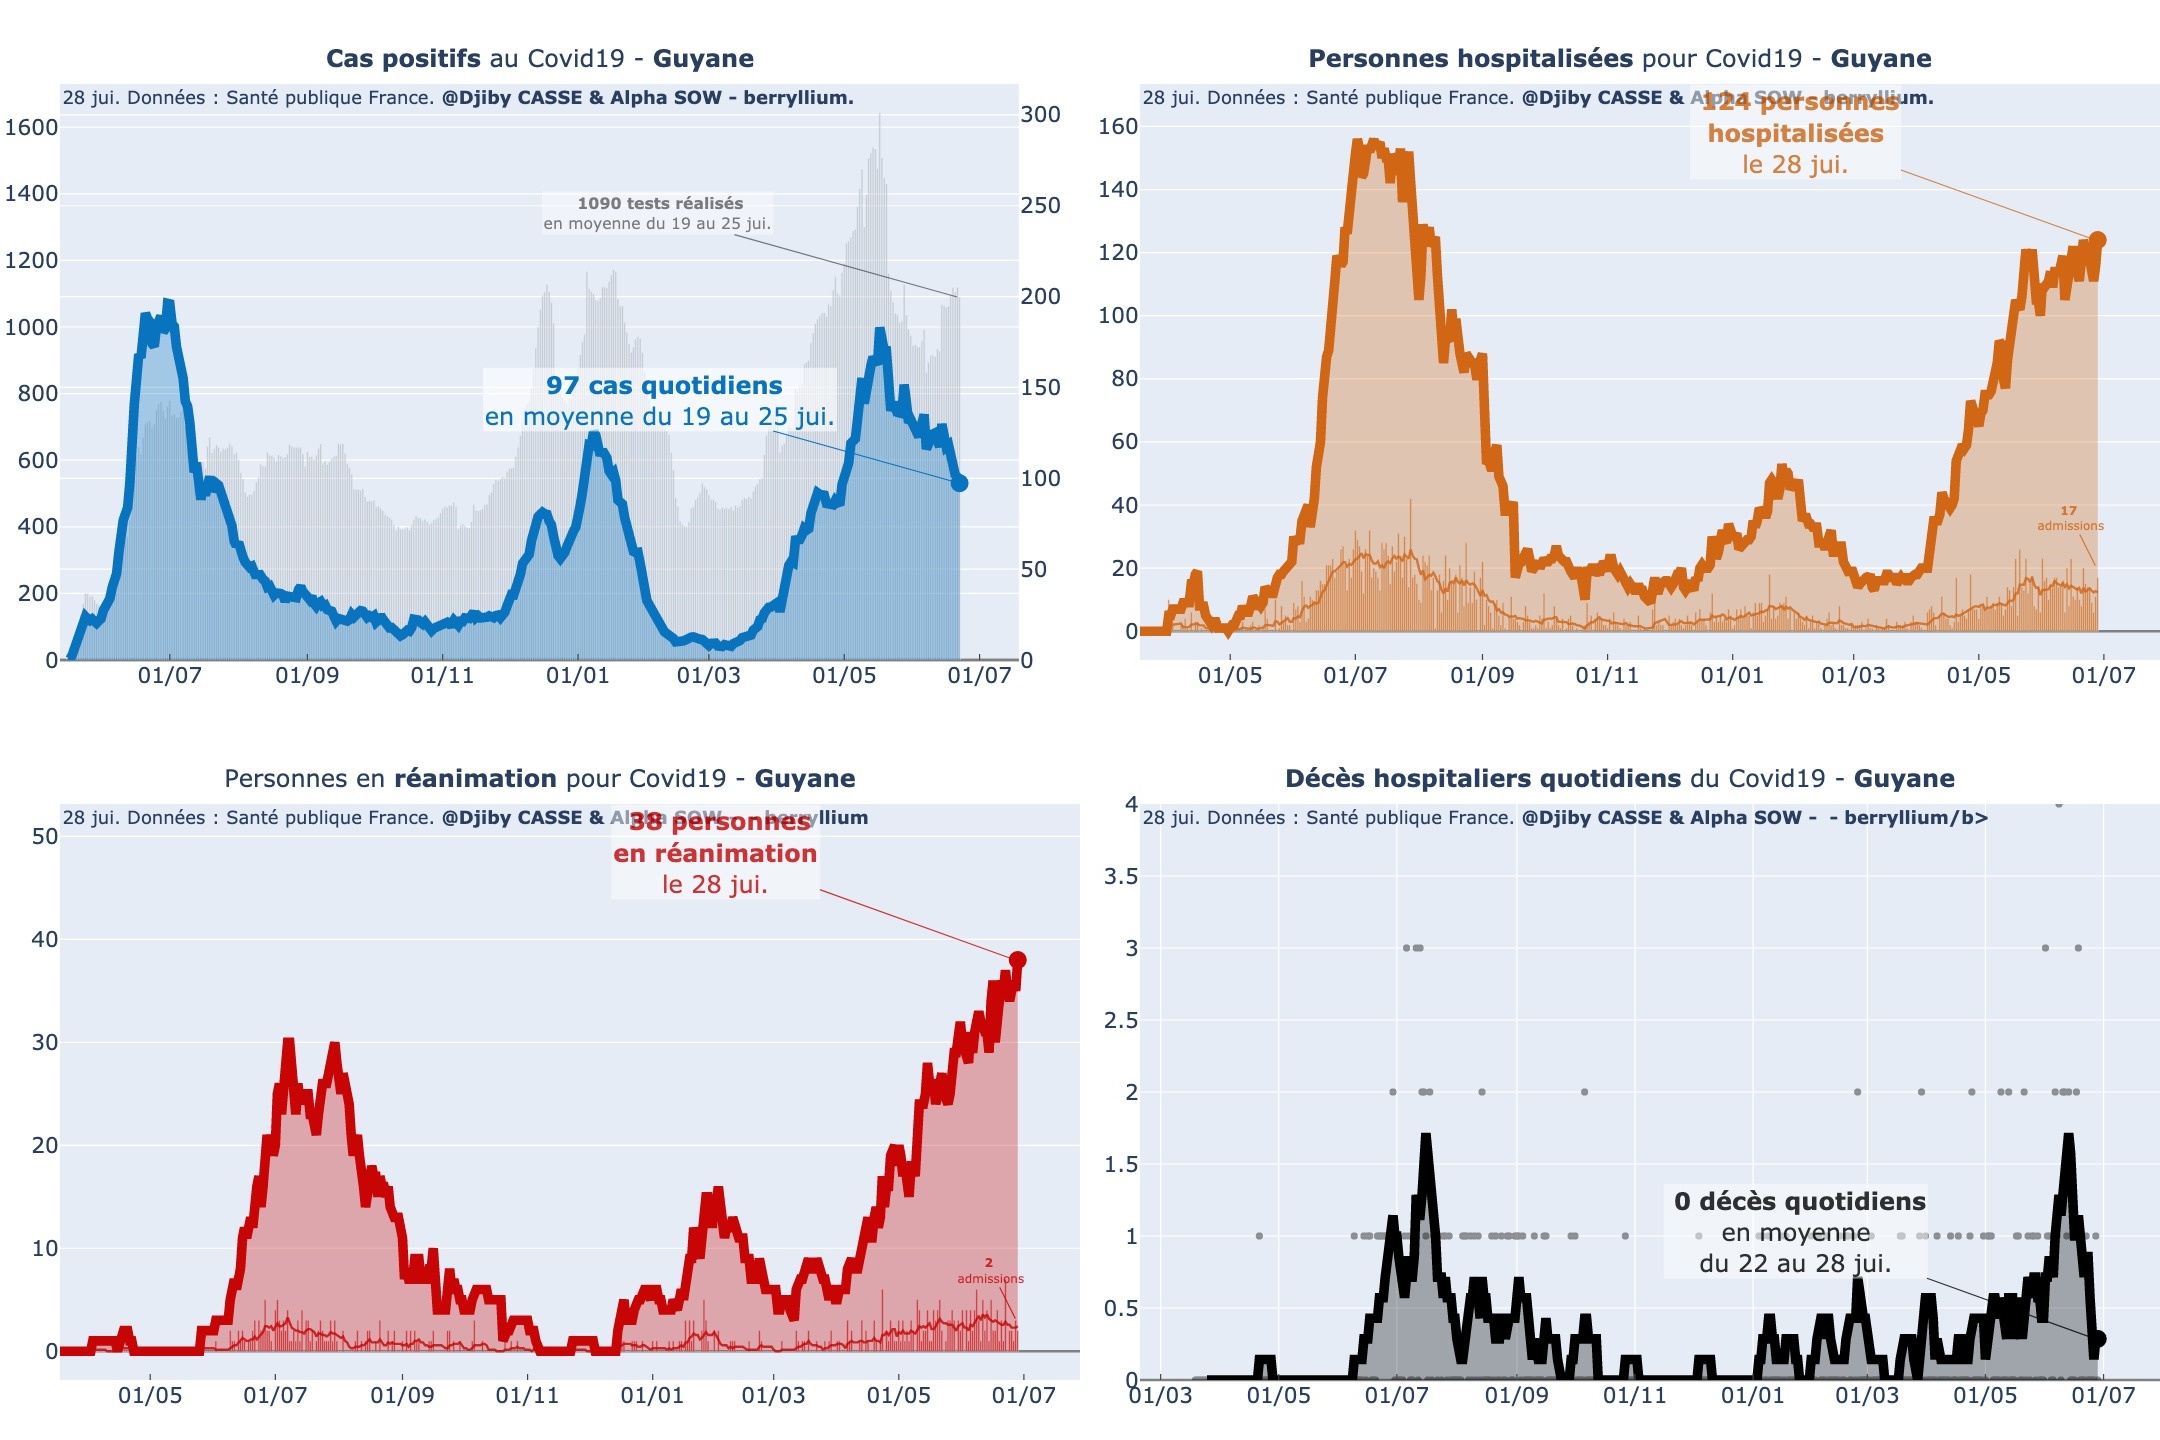 Cas positifs au Covid19 - Guyane
28 jui. Données : Santé publique France. @Djiby CASSE & Alpha SOW - berryllium.
1600
1400
1200
1000
800
600
400
200
0
300
250
200
150
100
50
0
1090 tests réalisés
en moyenne du 19 au 25 jui.
97 cas quotidiens
en moyenne du 19 au 25 jui.
01/07 01/09 01/11 01/01 01/03 01/05 01/07
Personnes hospitalisées pour Covid19 - Guyane
28 jui. Données : Santé publique France. @Djiby CASSE & Alpha SOW - berryllium.
124 personnes
hospitalisées
le 28 jui.
160
140
120
100
80
60
40
20
0
17
admissions
01/05 01/07 01/09 01/11 01/01 01/03 01/05 01/07
Personnes en réanimation pour Covid19 - Guyane
28 jui. Données : Santé publique France. @Djiby CASSE & Alpha SOW - - berryllium
38 personnes
en réanimation
le 28 jui.
50
40
30
20
10
0
2
admissions
01/05 01/07 01/09 01/11 01/01 01/03 01/05 01/07
Décès hospitaliers quotidiens du Covid19 - Guyane
28 jui. Données : Santé publique France. @Djiby CASSE & Alpha SOW - - berryllium/b>
4
3.5
3
2.5
2
1.5
1
0.5
0
0 décès quotidiens
en moyenne
du 22 au 28 jui.
01/03 01/05 01/07 01/09 01/11 01/01 01/03 01/05 01/07